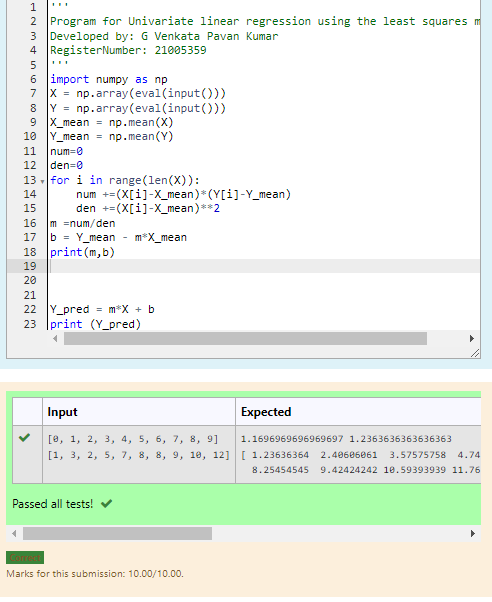 1 '''
2 Program for Univariate linear regression using the least squares m
3 Developed by: G Venkata Pavan Kumar
4 RegisterNumber: 21005359
5 '''
6 import numpy as np
7 X = np.array(eval(input()))
8 Y = np.array(eval(input()))
9 X_mean = np.mean(X)
10 Y_mean = np.mean(Y)
11 num=0
12 den=0
13 for i in range(len(X)):
14 num +=(X[i]-X_mean)*(Y[i]-Y_mean)
15 den +=(X[i]-X_mean)**2
16 m =num/den
17 b = Y_mean - m*X_mean
18 print(m,b)
19
20
21
22 Y_pred = m*X + b
23 print (Y_pred)
Input Expected
[0, 1, 2, 3, 4, 5, 6, 7, 8, 9] 1.1696969696969697 1.2363636363636363
[1, 3, 2, 5, 7, 8, 8, 9, 10, 12] [ 1.23636364 2.40606061 3.57575758 4.74
8.25454545 9.42424242 10.59393939 11.76
Passed all tests!
Correct
Marks for this submission: 10.00/10.00.